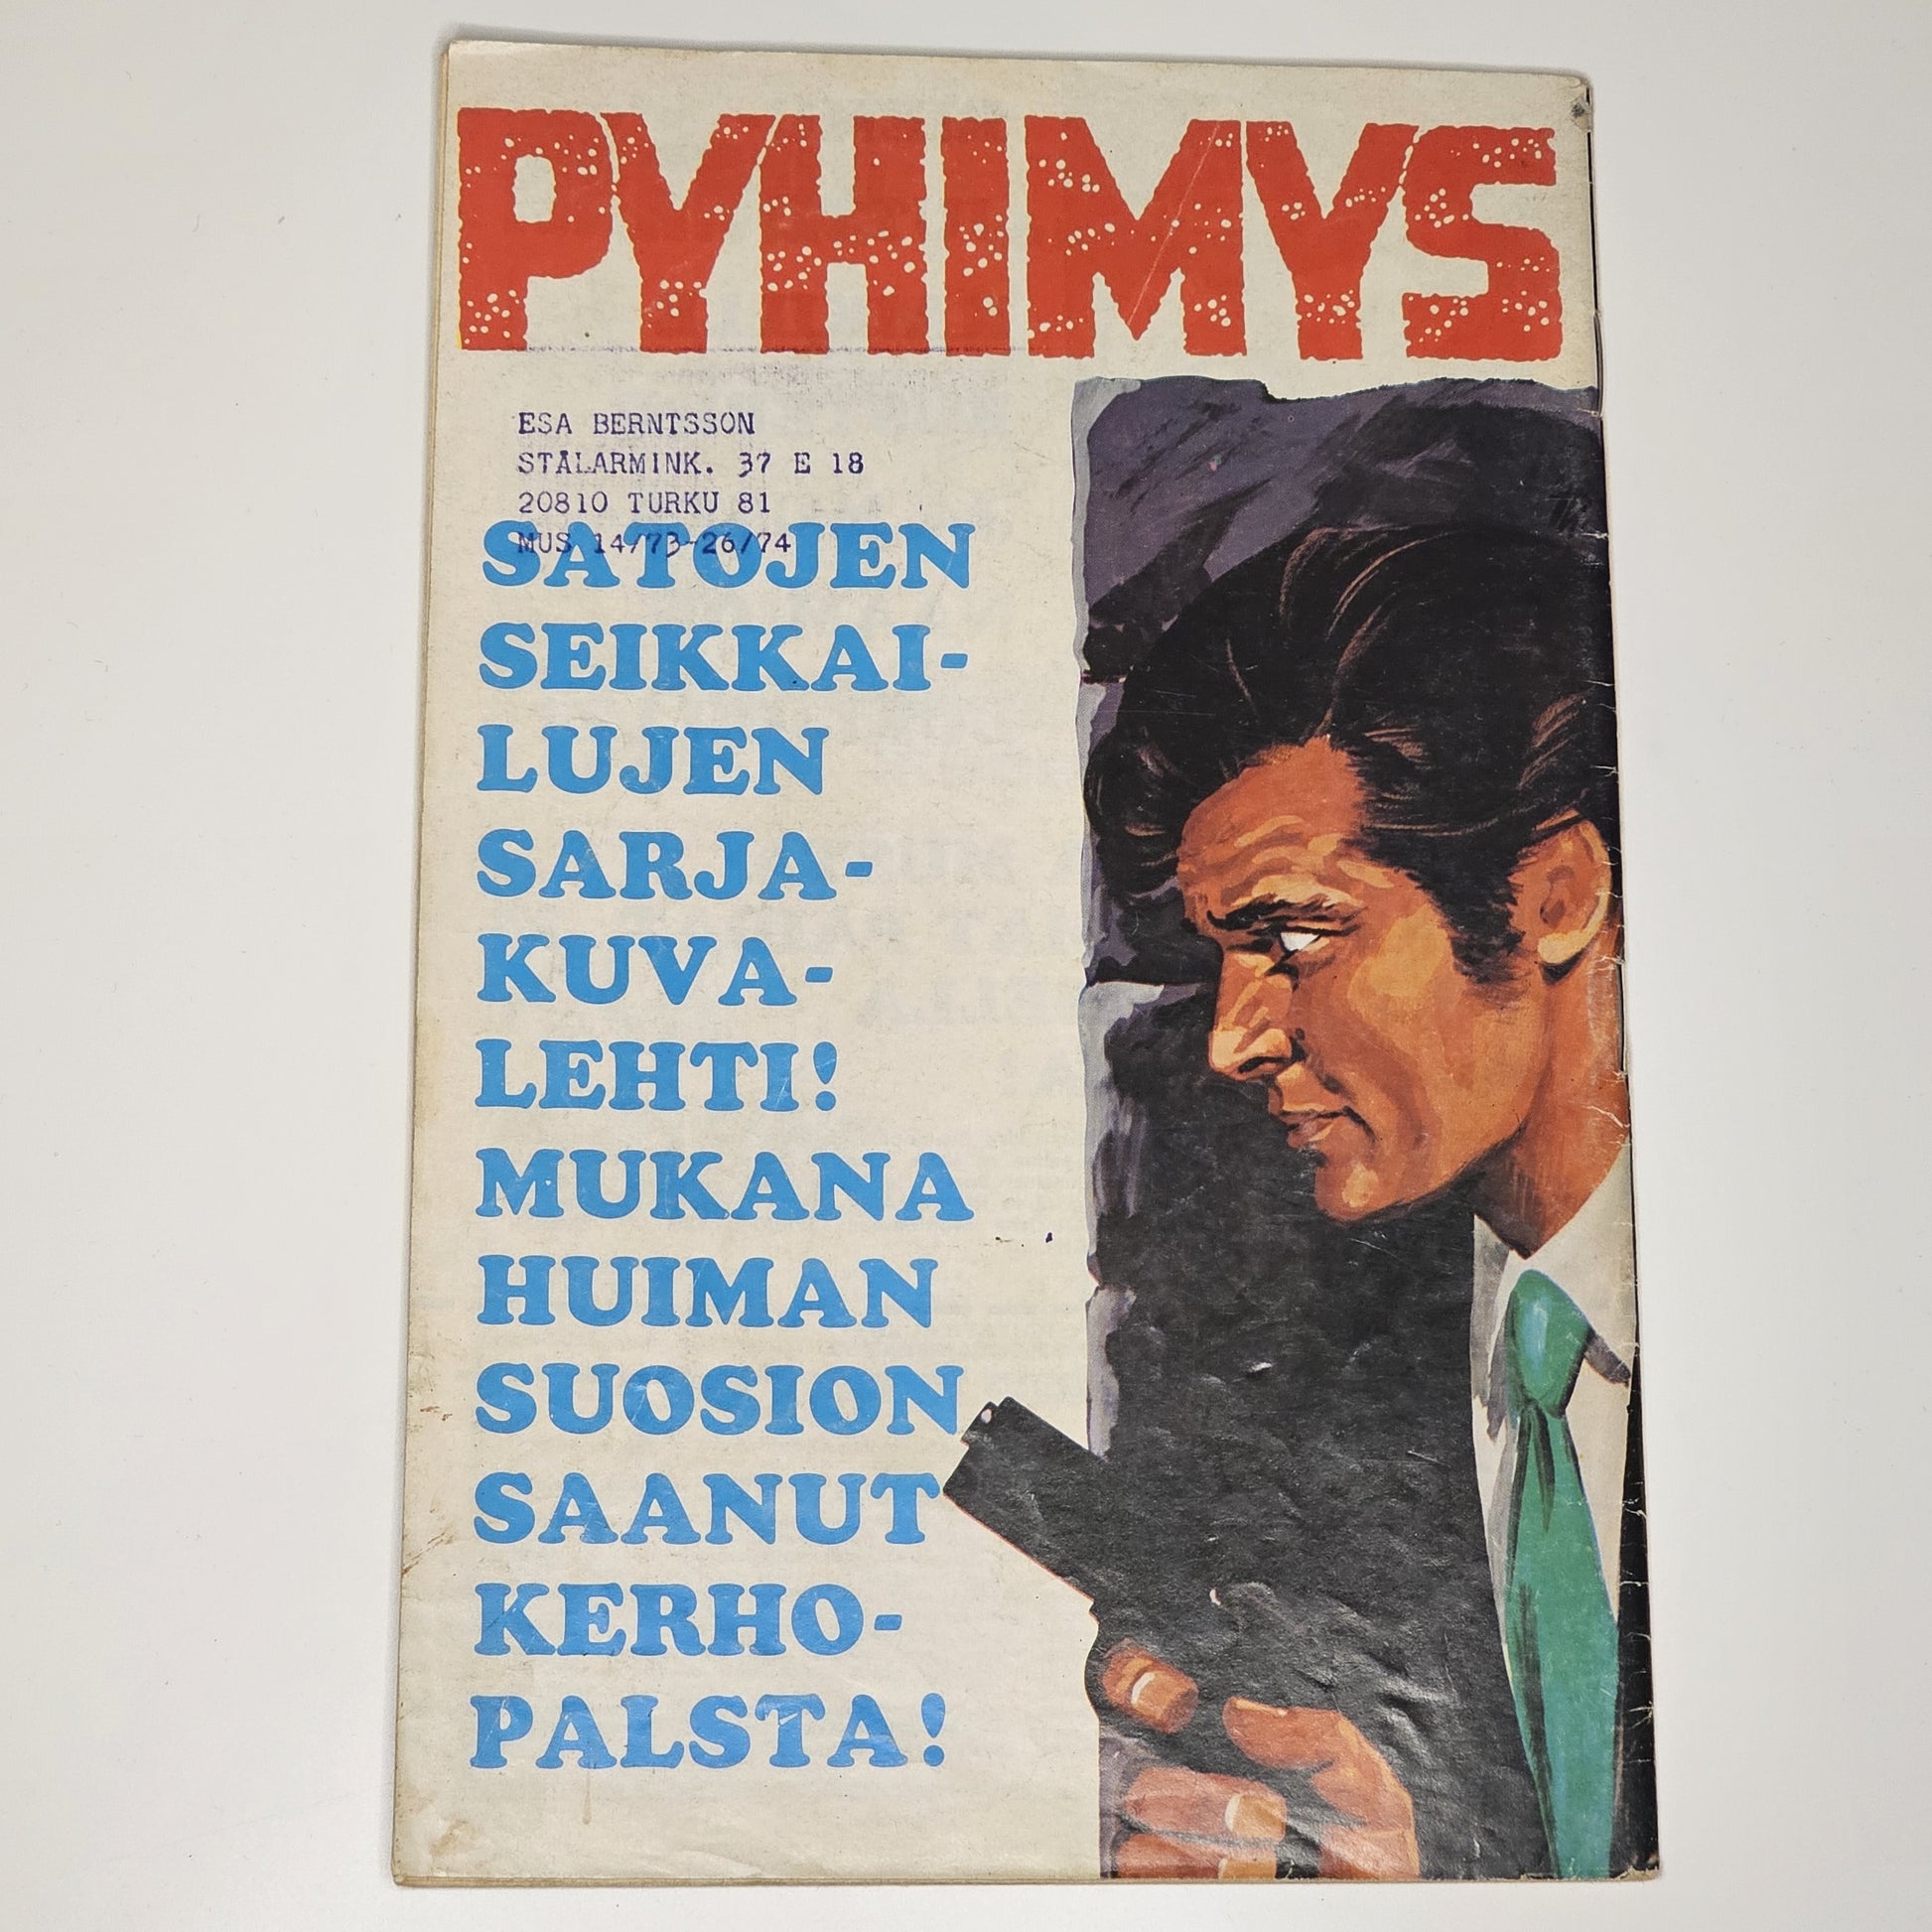 PYHIMYS
ESA BERNTSSON
STÅLARMINK. 37 E 18
20810 TURKU 81
MUS 14/73-26/74
SATOJEN
SEIKKAI-
LUJEN
SARJA-
KUVA-
LEHTI!
MUKANA
HUIMAN
SUOSION
SAANUT
KERHO-
PALSTA!